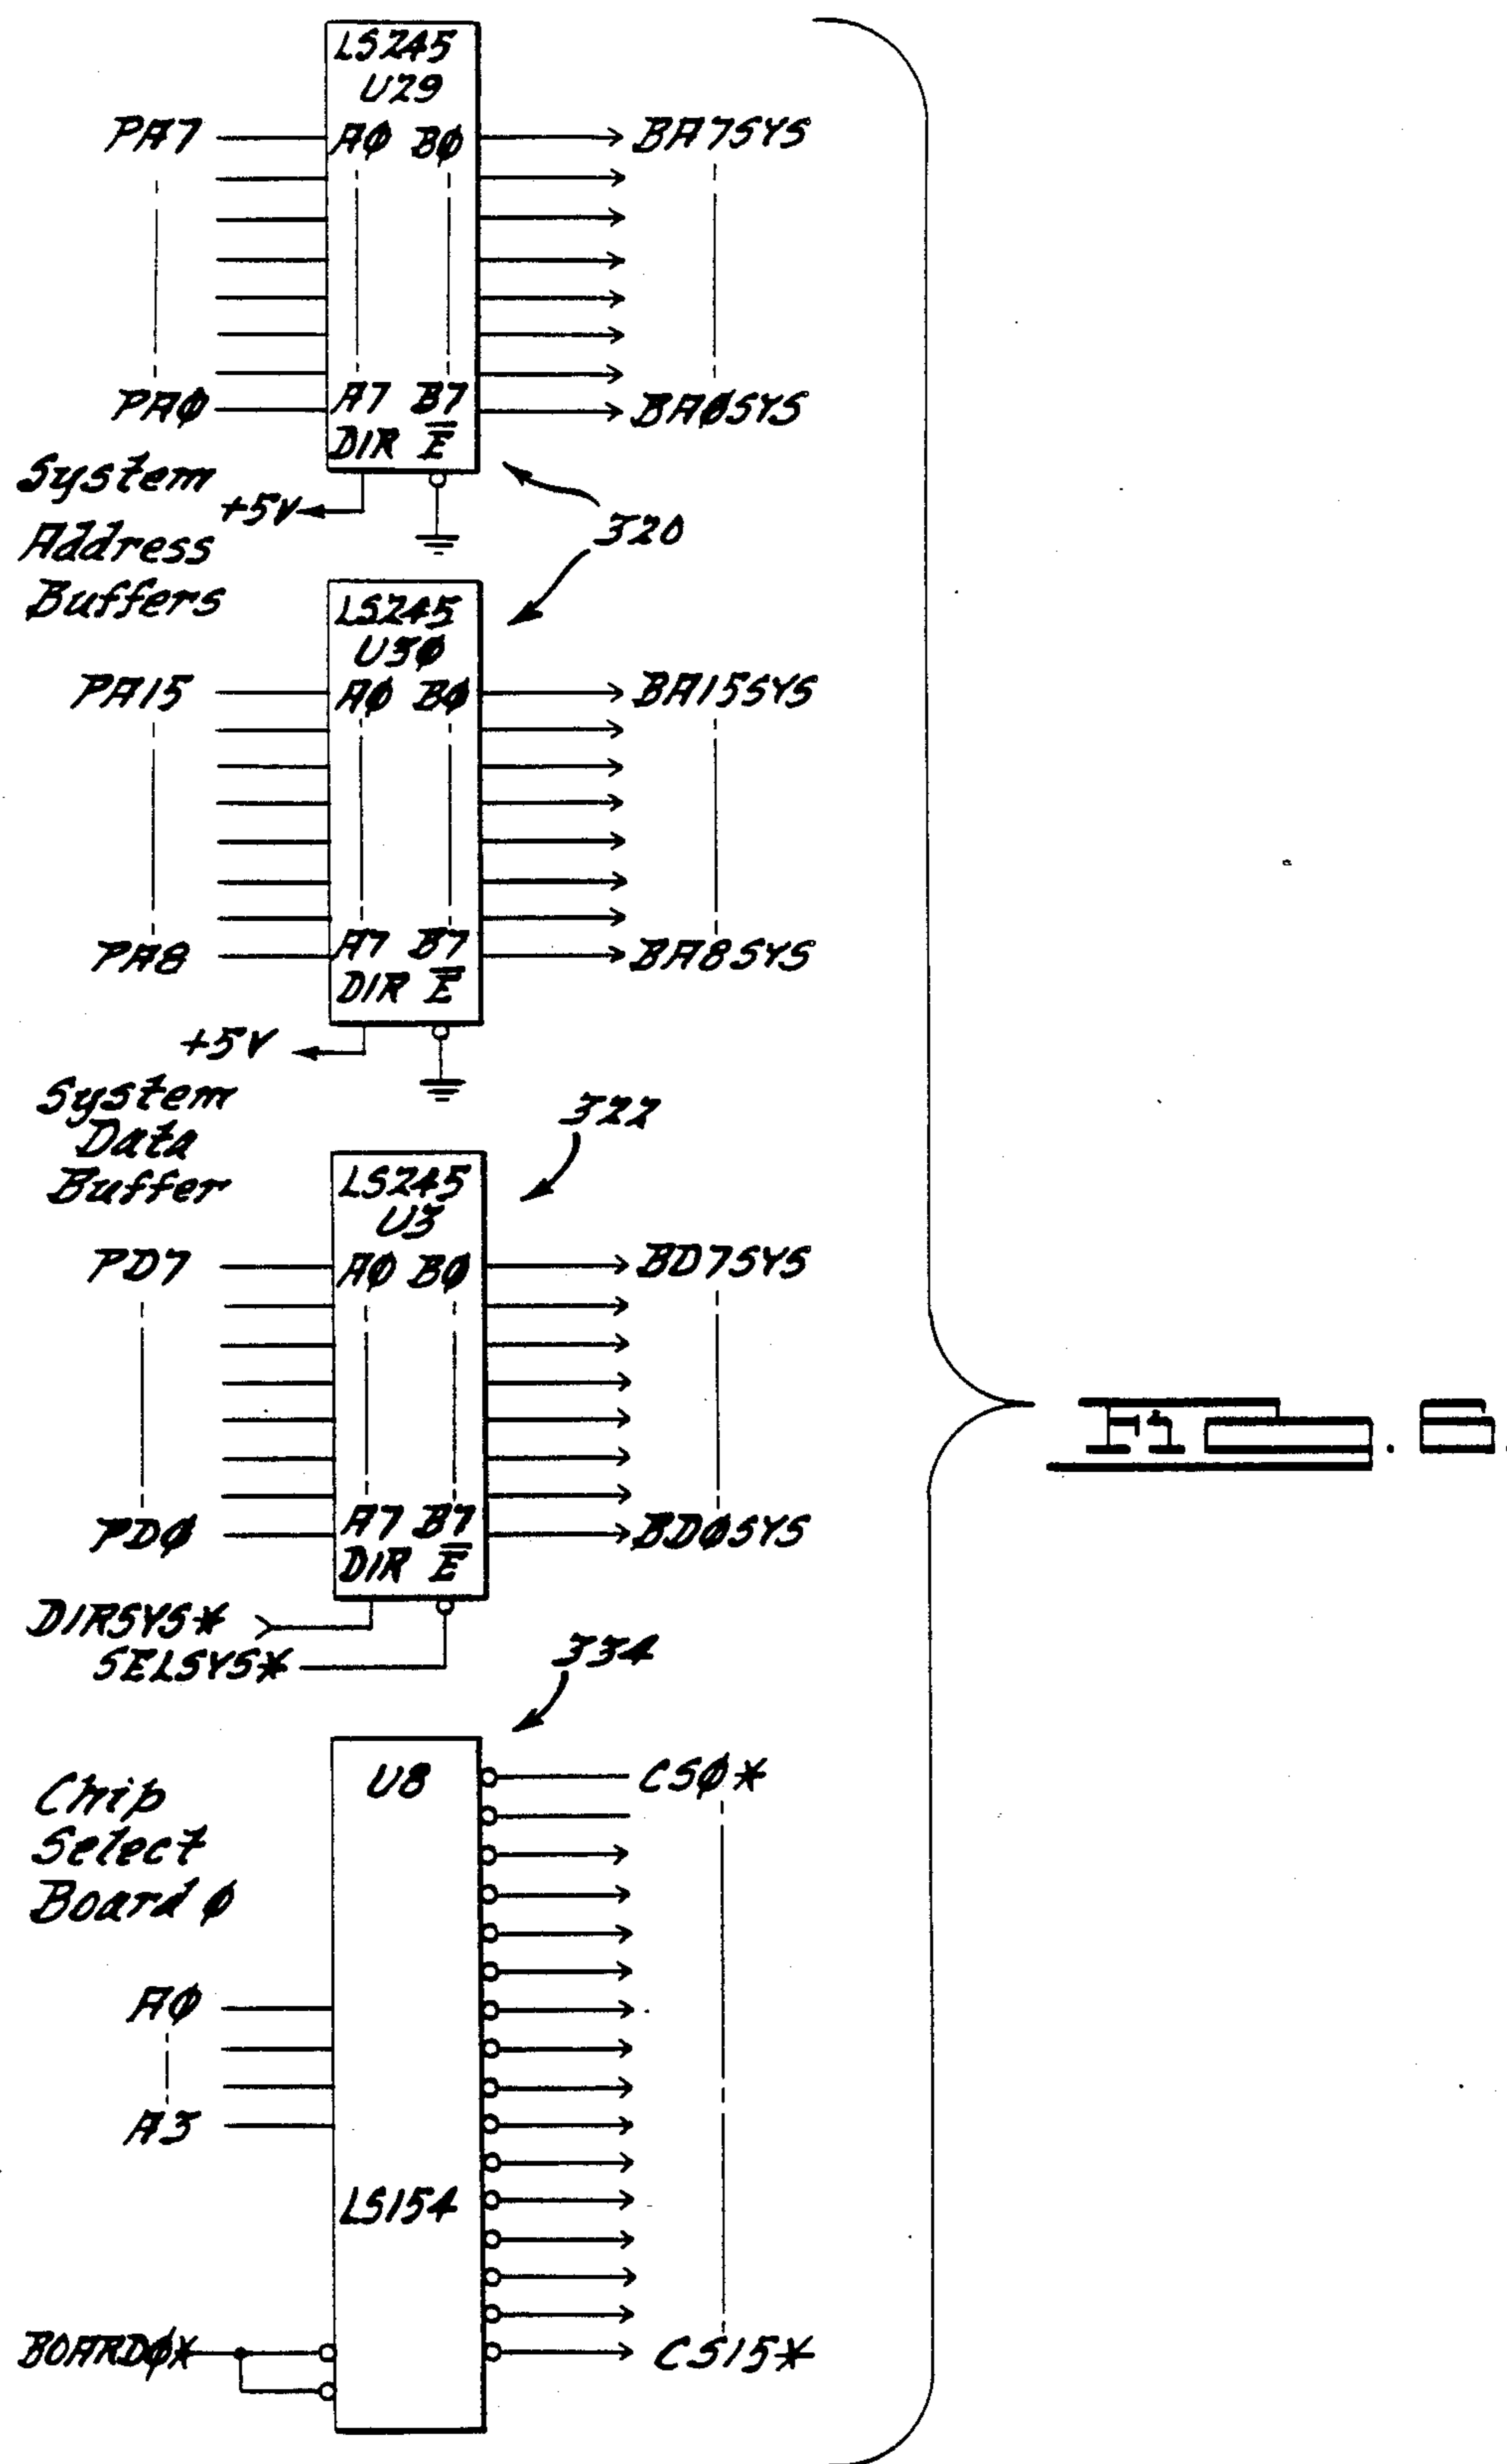 LS245
U29
PA7 AØ BØ BA7SYS
PAØ A7 B7 BAØSYS
DIR E̅
System
Address
Buffers
+5V
320
LS245
U3Ø
PA15 AØ BØ BA15SYS
PA8 A7 B7 BA8SYS
DIR E̅
+5V
System
Data
Buffer
322
LS245
U3
PD7 AØ BØ BD7SYS
PDØ A7 B7 BDØSYS
DIR E̅
DIRSYS*
SELSYS*
334
U8
CSØ*
Chip
Select
Board Ø
AØ
A3
LS154
BOARDØ*
CS15*